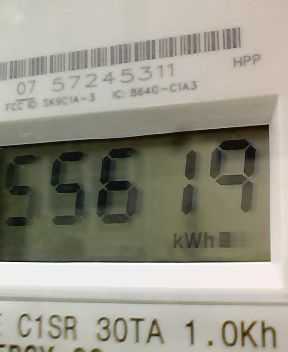 07 57245311
HPP
FCC ID: SK9C1A-3 IC: 864G-C1A3
55619
kWh
C1SR 30TA 1.0Kh